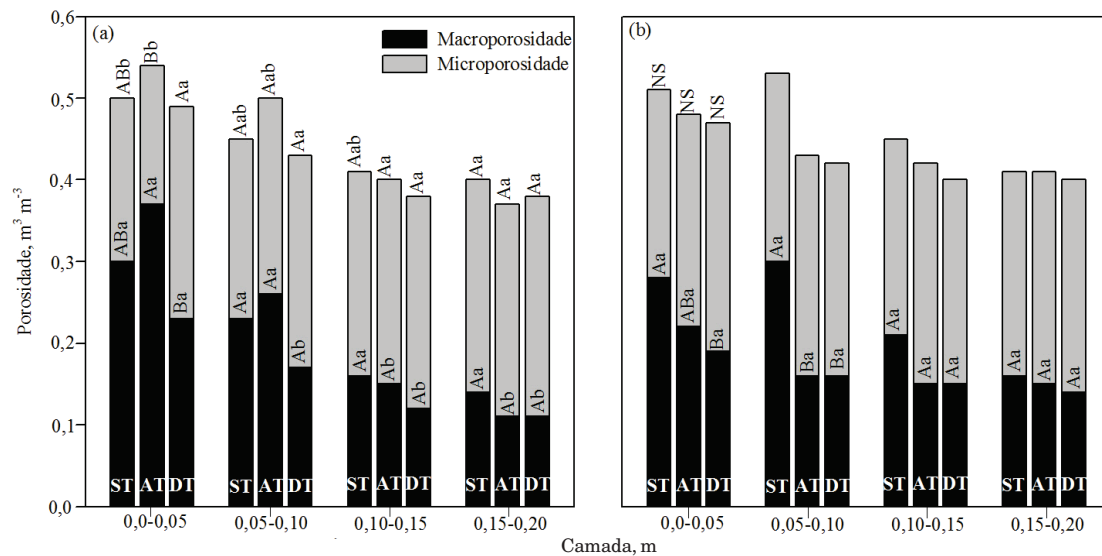 Porosidade, m³ m⁻³
0,6
0,5
0,4
0,3
0,2
0,1
0,0
(a)
Macroporosidade
Microporosidade
ABb Bb Aa
ABa Aa Ba
ST AT DT
Aab Aab Aa
Aa Aa Ab
ST AT DT
Aab Aa Aa
Aa Ab Ab
ST AT DT
Aa Aa Aa
Aa Ab Ab
ST AT DT
0,0-0,05 0,05-0,10 0,10-0,15 0,15-0,20
(b)
NS NS NS
Aa ABa Ba
ST AT DT
Aa Ba Ba
ST AT DT
Aa Aa Aa
ST AT DT
Aa Aa Aa
ST AT DT
0,0-0,05 0,05-0,10 0,10-0,15 0,15-0,20
Camada, m